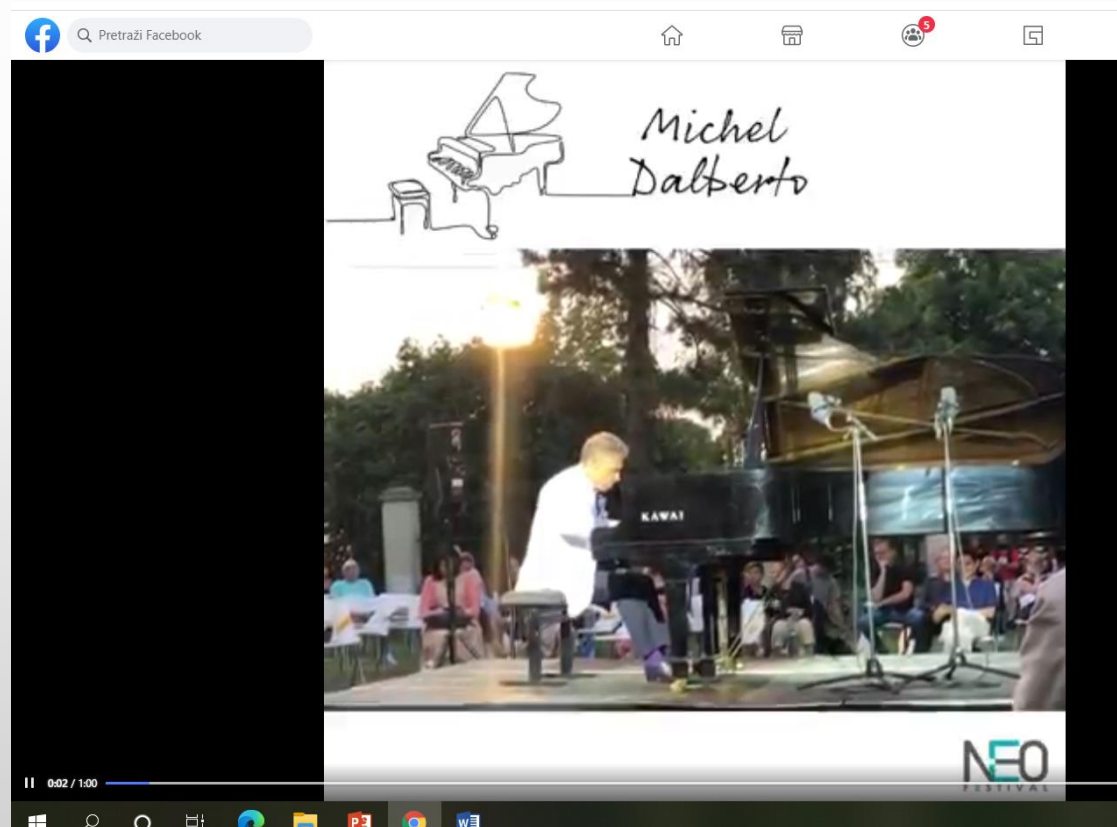 Pretraži Facebook
5
Michel
Dalberto
KAWAI
NEO
FESTIVAL
0:02 / 1:00